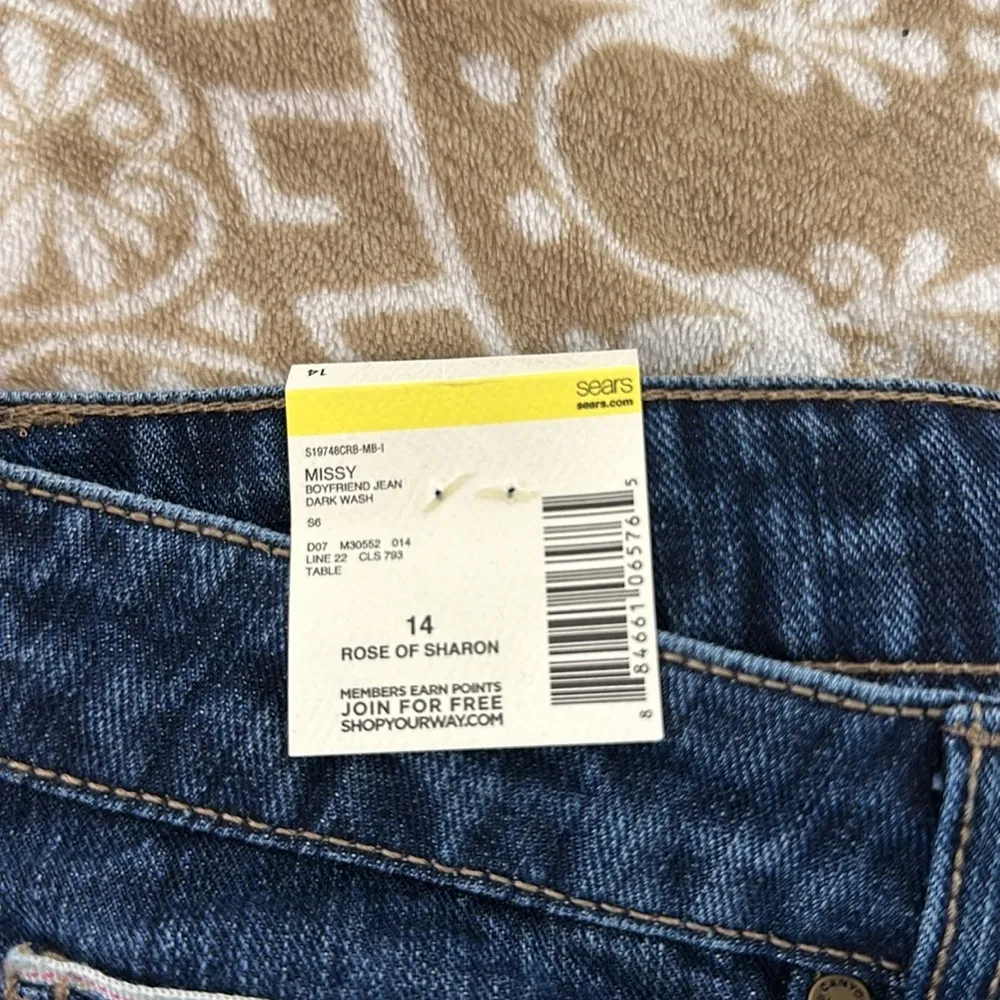 14
sears
sears.com
S19748CRB-MB-I
MISSY
BOYFRIEND JEAN
DARK WASH
S6
D07 M30552 014
LINE 22 CLS 793
TABLE
14
ROSE OF SHARON
MEMBERS EARN POINTS
JOIN FOR FREE
SHOPYOURWAY.COM
8 84661 06576 5
CANYO